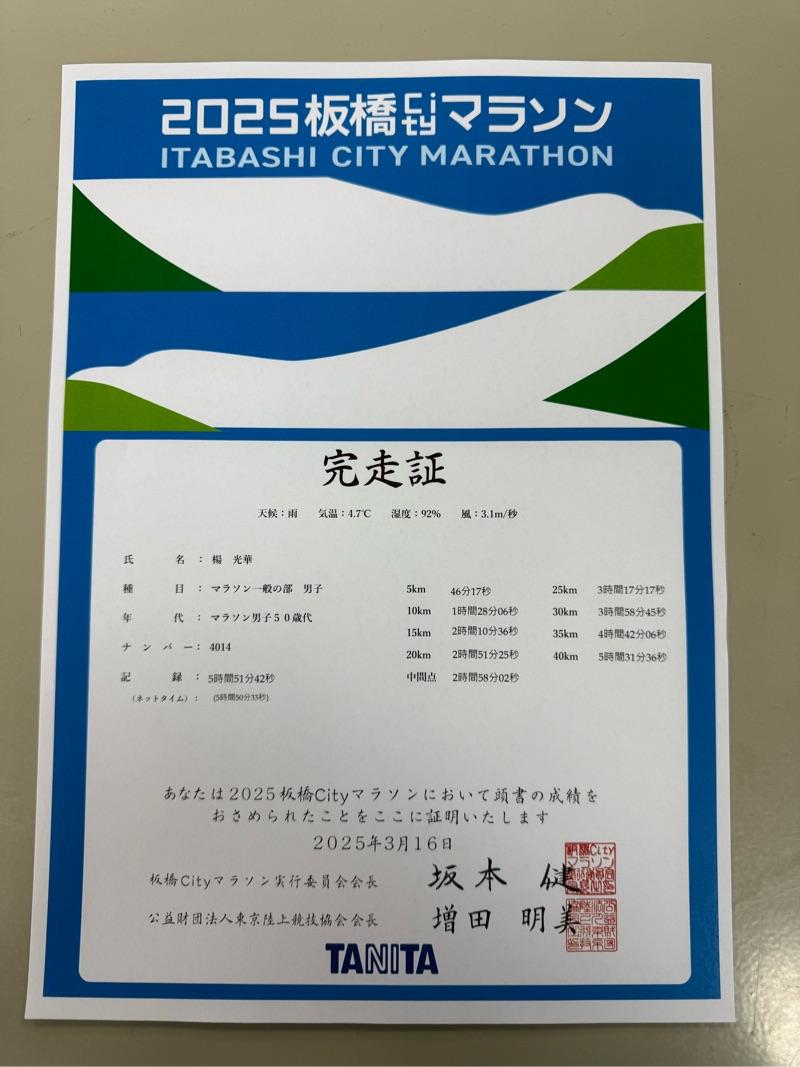 2025板橋Cityマラソン
ITABASHI CITY MARATHON
完走証
天候：雨　気温：4.7℃　湿度：92%　風：3.1m/秒
氏　名：楊　光華
種　目：マラソン一般の部　男子
年　代：マラソン男子５０歳代
ナンバー：4014
記　録：5時間51分42秒
（ネットタイム）：（5時間50分33秒）
5km　46分17秒
10km　1時間28分06秒
15km　2時間10分36秒
20km　2時間51分25秒
中間点　2時間58分02秒
25km　3時間17分17秒
30km　3時間58分45秒
35km　4時間42分06秒
40km　5時間31分36秒
あなたは2025板橋Cityマラソンにおいて頭書の成績を
おさめられたことをここに証明いたします
2025年3月16日
板橋Cityマラソン実行委員会会長　坂本　健
公益財団法人東京陸上競技協会会長　増田　明美
TANITA